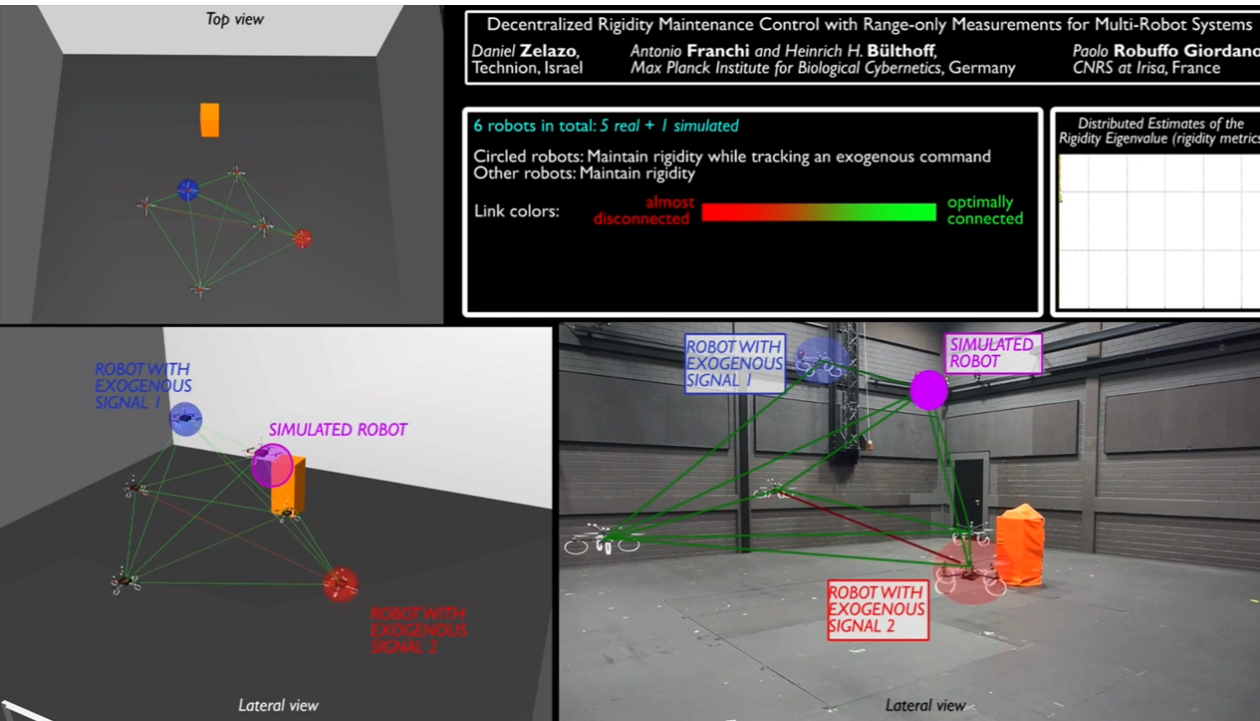 Top view
Decentralized Rigidity Maintenance Control with Range-only Measurements for Multi-Robot Systems
Daniel Zelazo,
Technion, Israel
Antonio Franchi and Heinrich H. Bülthoff,
Max Planck Institute for Biological Cybernetics, Germany
Paolo Robuffo Giordano
CNRS at Irisa, France
6 robots in total: 5 real + 1 simulated
Circled robots: Maintain rigidity while tracking an exogenous command
Other robots: Maintain rigidity
Link colors:
almost
disconnected
optimally
connected
Distributed Estimates of the
Rigidity Eigenvalue (rigidity metric
ROBOT WITH
EXOGENOUS
SIGNAL 1
SIMULATED ROBOT
ROBOT WITH
EXOGENOUS
SIGNAL 2
Lateral view
ROBOT WITH
EXOGENOUS
SIGNAL 1
SIMULATED
ROBOT
ROBOT WITH
EXOGENOUS
SIGNAL 2
Lateral view